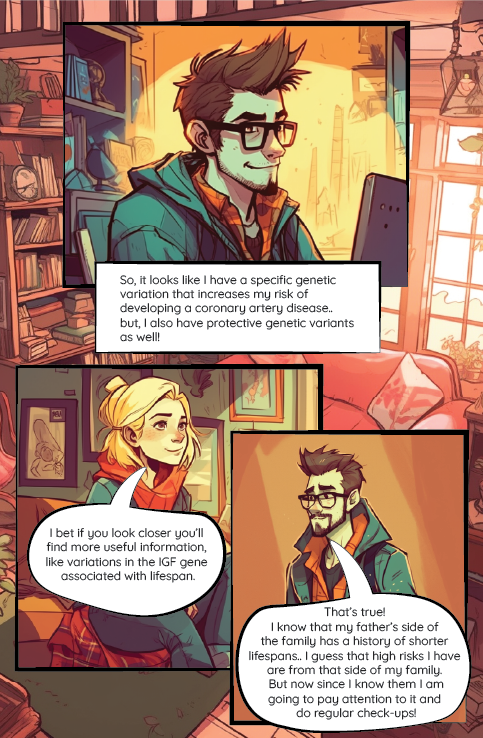 So, it looks like I have a specific genetic
variation that increases my risk of
developing a coronary artery disease..
but, I also have protective genetic variants
as well!
I bet if you look closer you'll
find more useful information,
like variations in the IGF gene
associated with lifespan.
That's true!
I know that my father's side of
the family has a history of shorter
lifespans.. I guess that high risks I have
are from that side of my family.
But now since I know them I am
going to pay attention to it and
do regular check-ups!